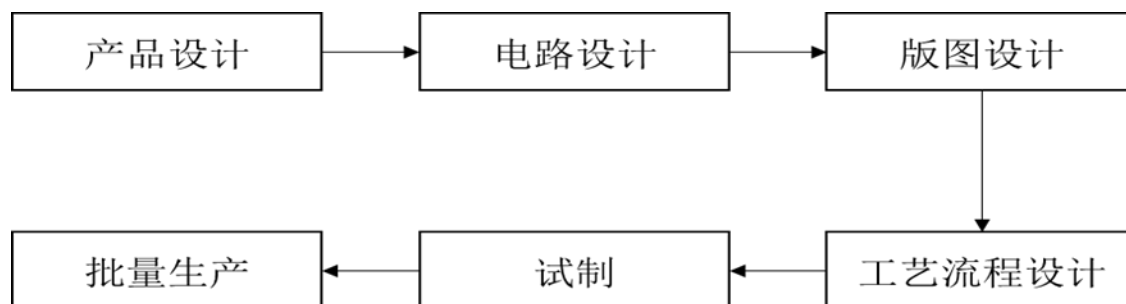 产品设计
电路设计
版图设计
工艺流程设计
试制
批量生产